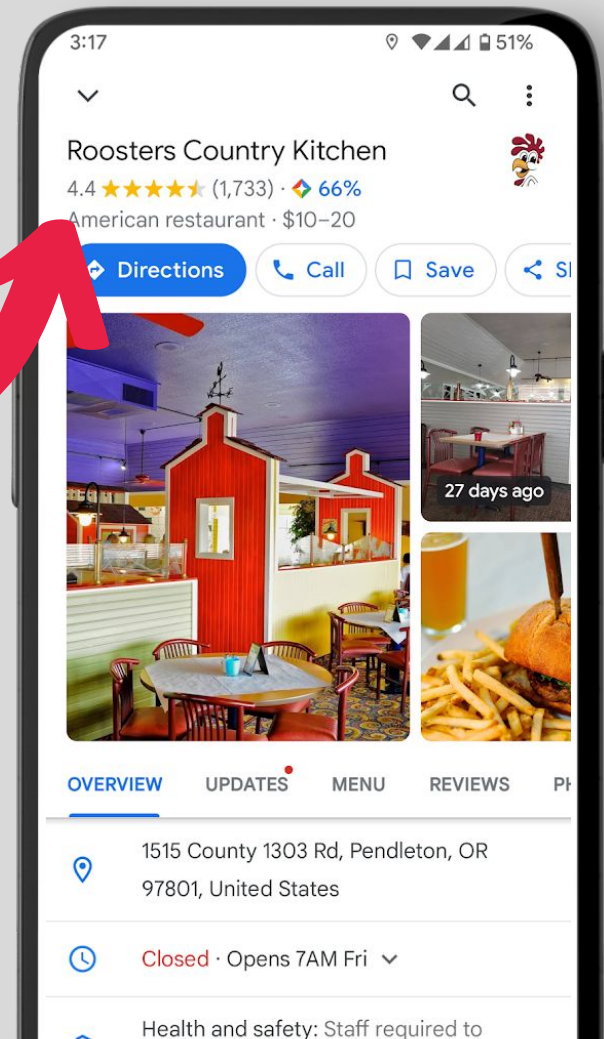 3:17
51%
Roosters Country Kitchen
4.4 (1,733) · 66%
American restaurant · $10–20
Directions
Call
Save
27 days ago
OVERVIEW
UPDATES
MENU
REVIEWS
1515 County 1303 Rd, Pendleton, OR
97801, United States
Closed · Opens 7AM Fri
Health and safety: Staff required to